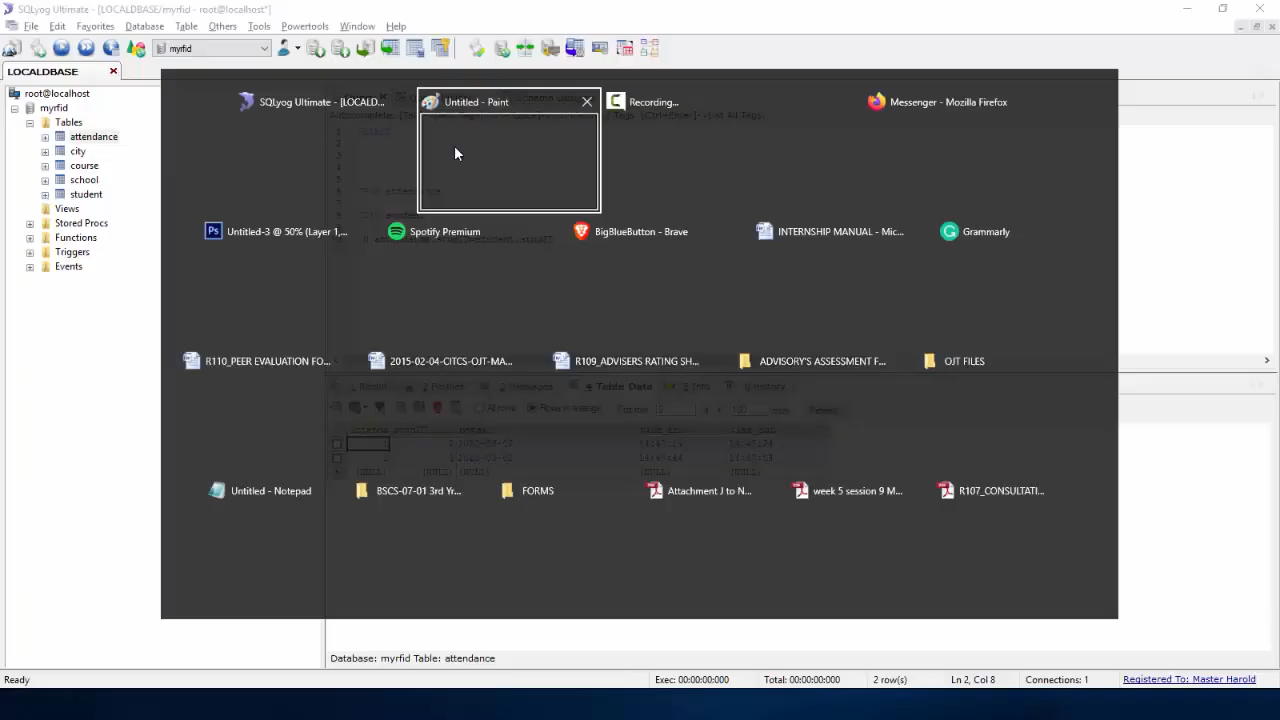 SQLyog Ultimate - [LOCALDBASE/myrfid - root@localhost*]
File Edit Favorites Database Table Others Tools Powertools Window Help
myrfid
LOCALDBASE
root@localhost
myrfid
Tables
attendance
city
course
school
student
Views
Stored Procs
Functions
Triggers
Events
SQLyog Ultimate - [LOCALD...
Untitled - Paint
Recording...
Messenger - Mozilla Firefox
Untitled-3 @ 50% (Layer 1,...
Spotify Premium
BigBlueButton - Brave
INTERNSHIP MANUAL - Mic...
Grammarly
R110_PEER EVALUATION FO...
2015-02-04-CITCS-OJT-MA...
R109_ADVISERS RATING SH...
ADVISORY'S ASSESSMENT F...
OJT FILES
4 Table Data
Untitled - Notepad
BSCS-07-01 3rd Yr...
FORMS
Attachment J to N...
week 5 session 9 M...
R107_CONSULTATI...
Database: myrfid Table: attendance
Ready
Exec: 00:00:00:000
Total: 00:00:00:000
2 row(s)
Ln 2, Col 8
Connections: 1
Registered To: Master Harold